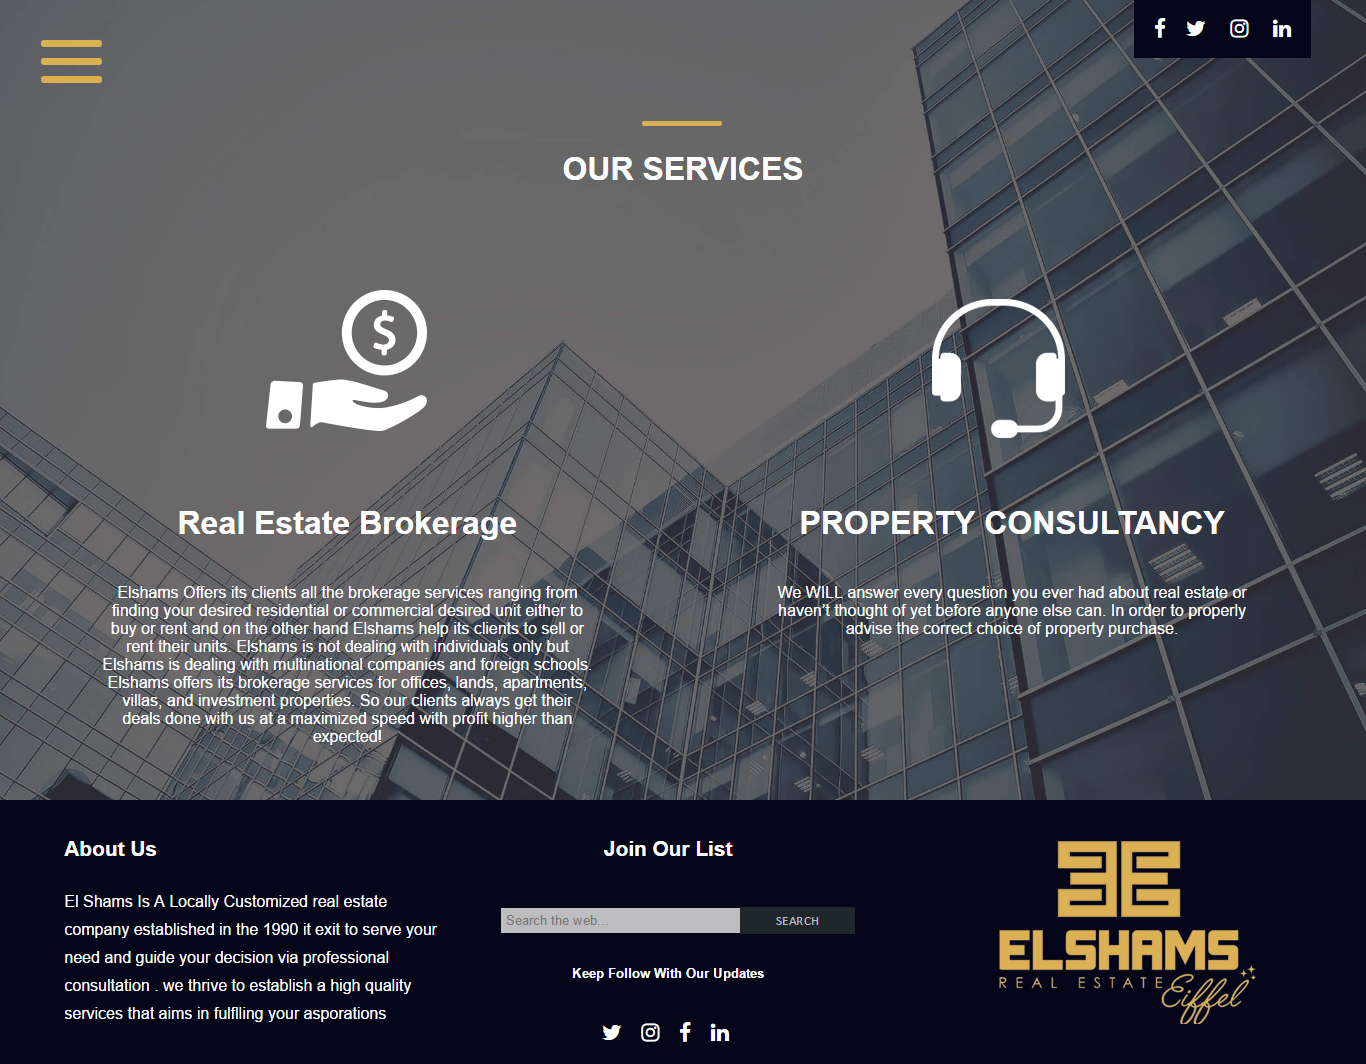 OUR SERVICES
$
Real Estate Brokerage
Elshams Offers its clients all the brokerage services ranging from
finding your desired residential or commercial desired unit either to
buy or rent and on the other hand Elshams help its clients to sell or
rent their units. Elshams is not dealing with individuals only but
Elshams is dealing with multinational companies and foreign schools.
Elshams offers its brokerage services for offices, lands, apartments,
villas, and investment properties. So our clients always get their
deals done with us at a maximized speed with profit higher than
expected!
PROPERTY CONSULTANCY
We WILL answer every question you ever had about real estate or
haven't thought of yet before anyone else can. In order to properly
advise the correct choice of property purchase.
About Us
El Shams Is A Locally Customized real estate
company established in the 1990 it exit to serve your
need and guide your decision via professional
consultation . we thrive to establish a high quality
services that aims in fulflling your asporations
Join Our List
Search the web...
SEARCH
Keep Follow With Our Updates
ELSHAMS
REAL ESTATE
Eiffel